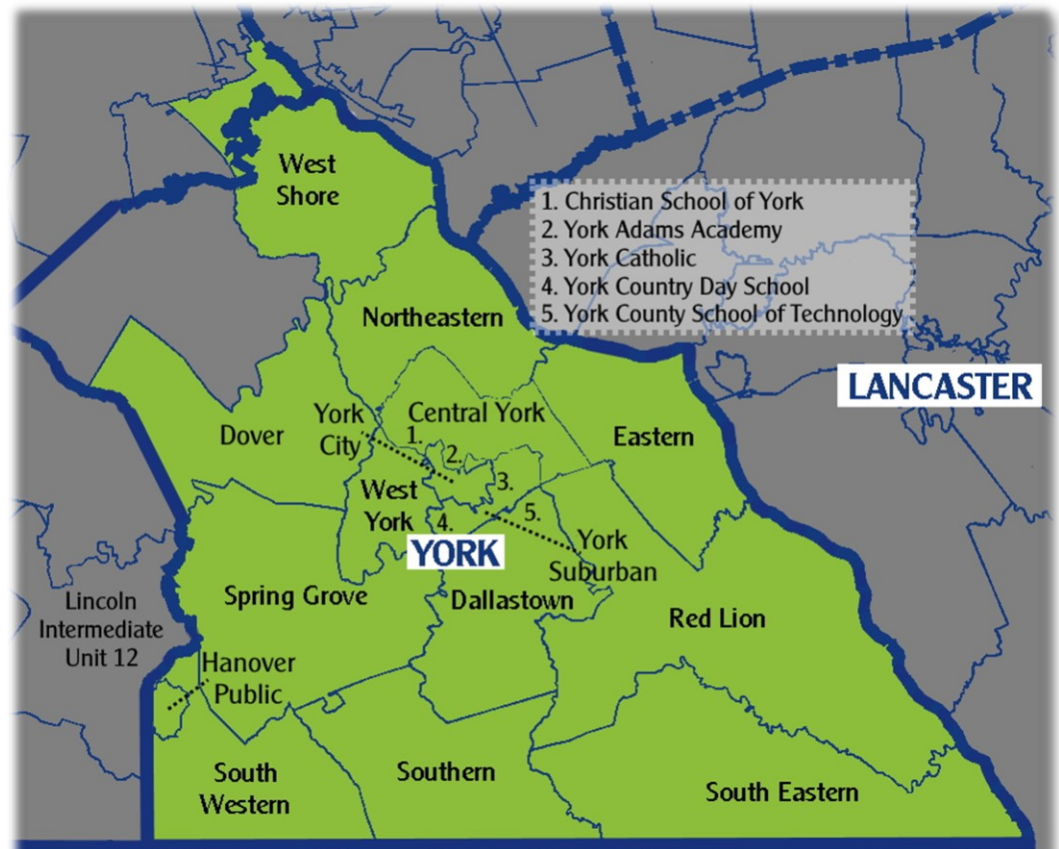 West
Shore
1. Christian School of York
2. York Adams Academy
3. York Catholic
4. York Country Day School
5. York County School of Technology
Northeastern
LANCASTER
York
City
Central York
Dover
1.
2.
Eastern
West
York
3.
4.
5.
YORK
York
Suburban
Spring Grove
Dallastown
Red Lion
Lincoln
Intermediate
Unit 12
Hanover
Public
South
Western
Southern
South Eastern